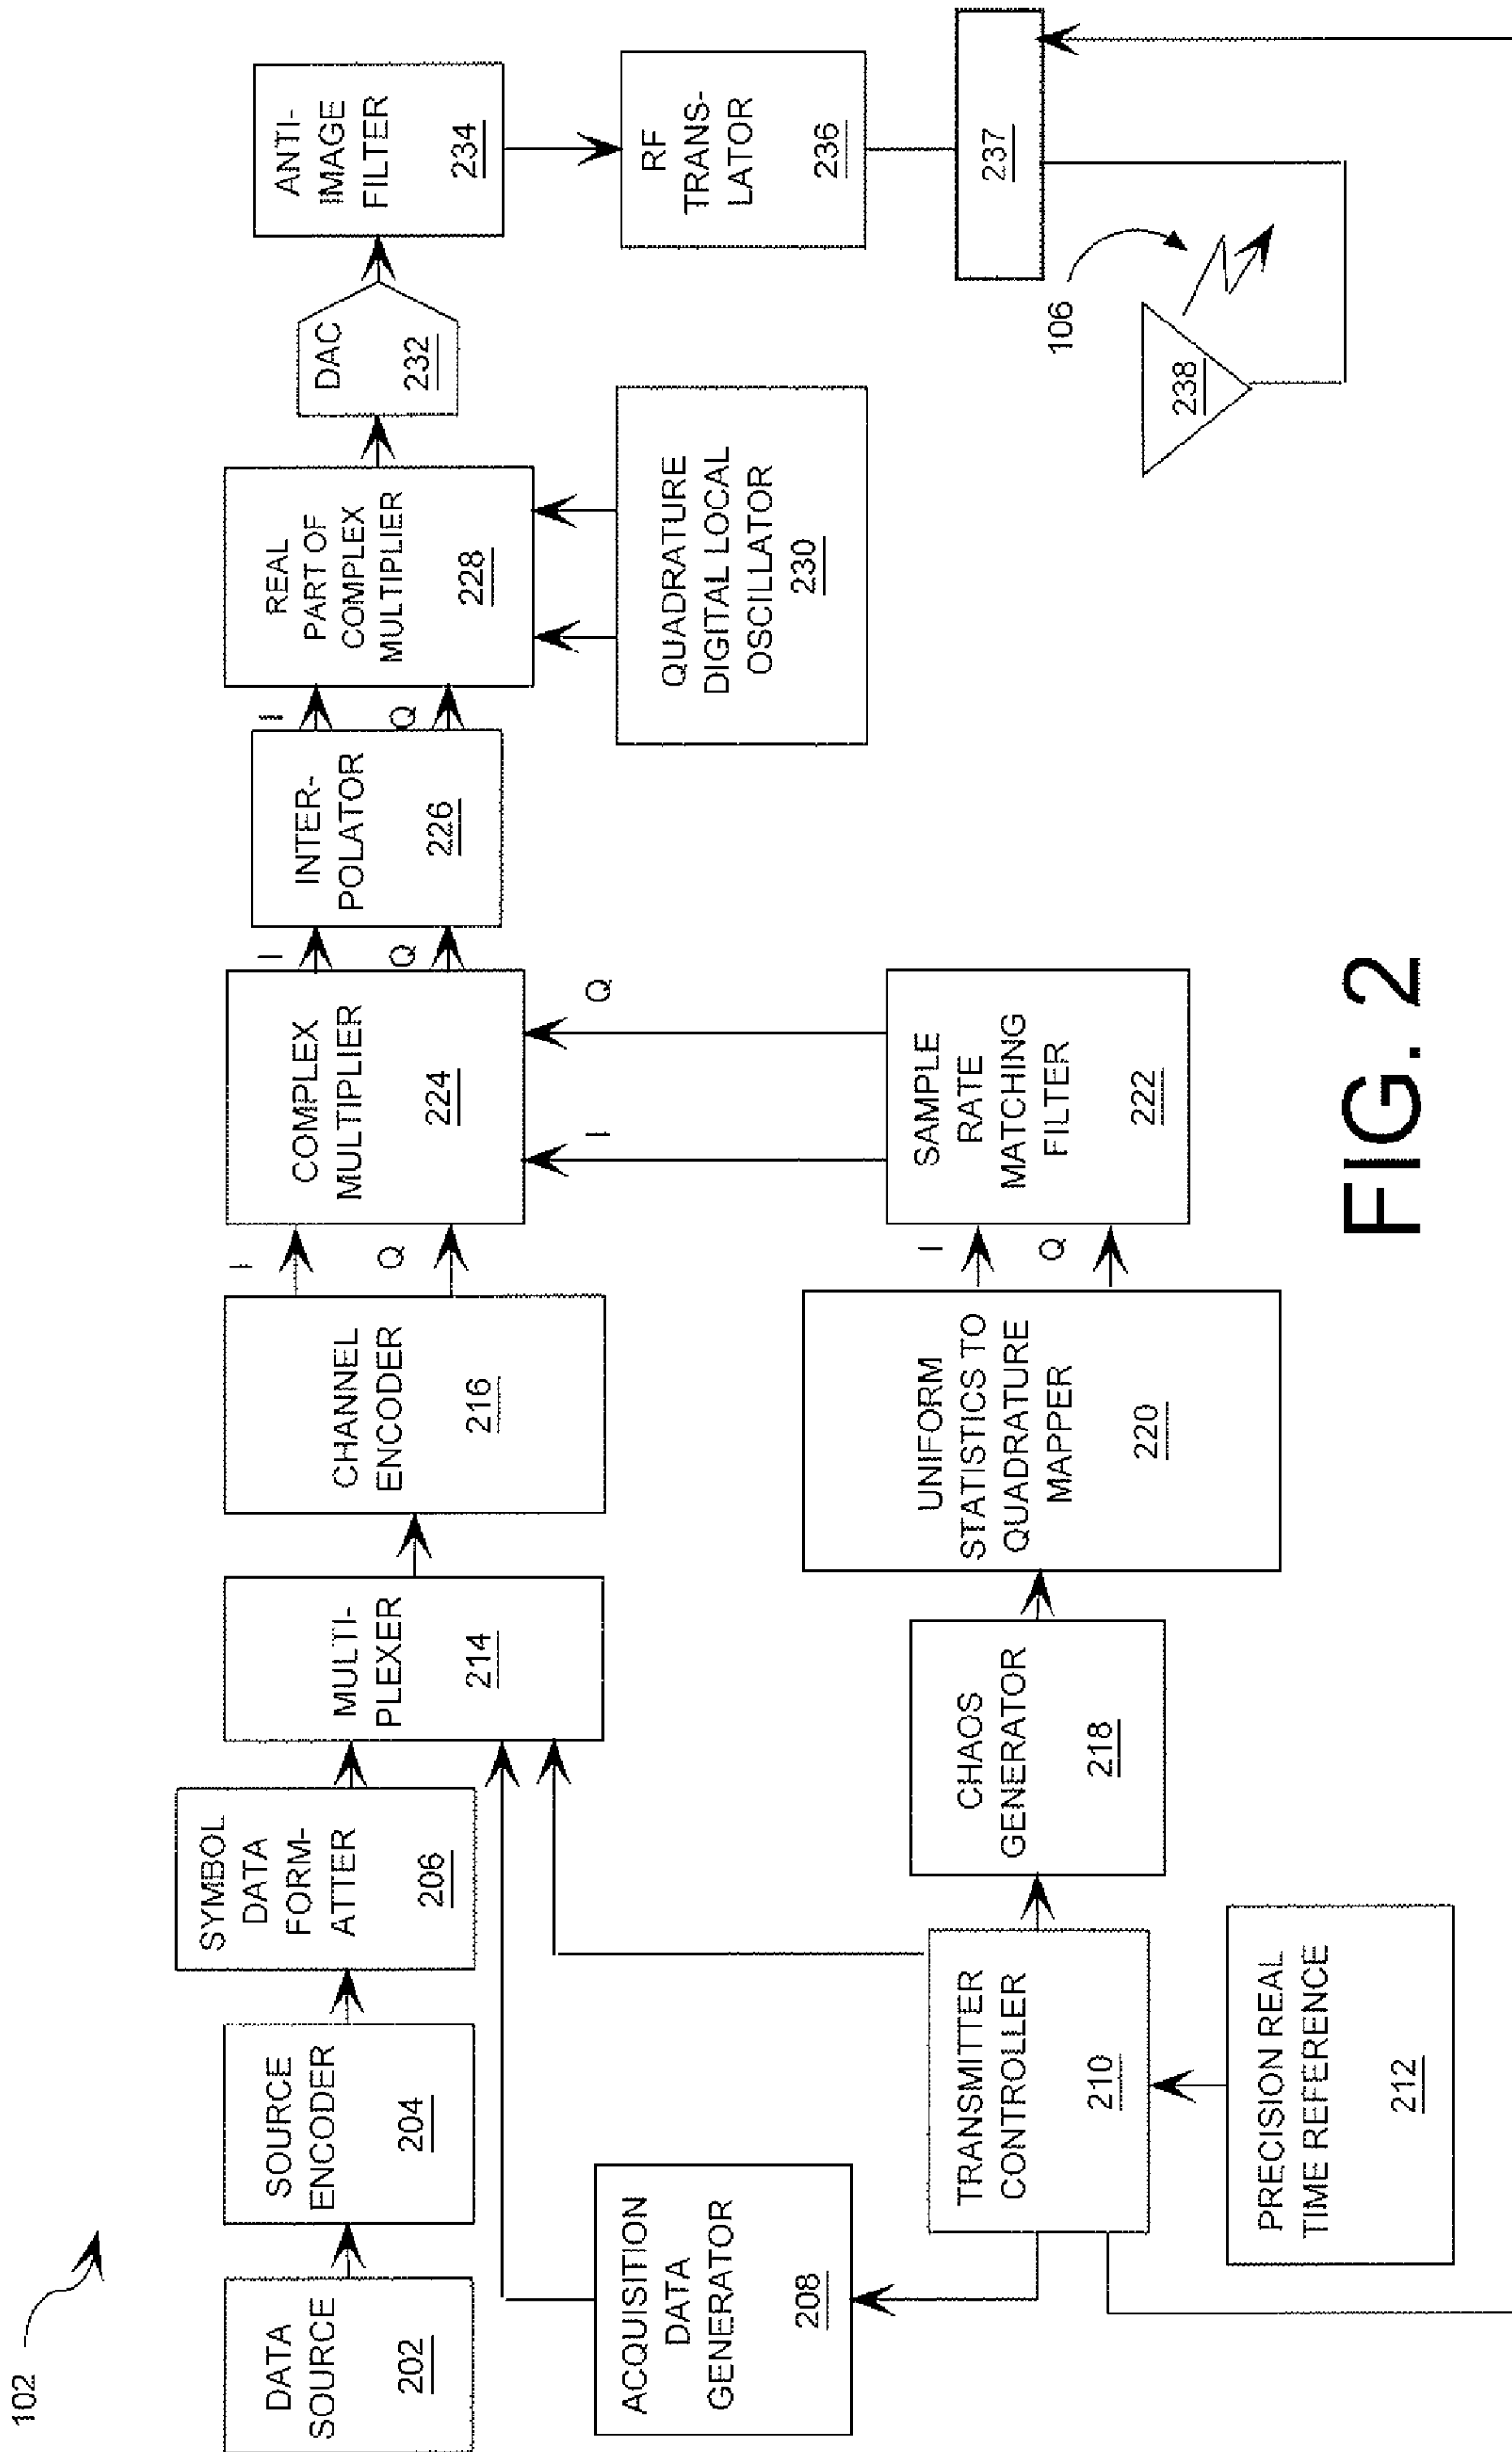 102
DATA
SOURCE
202
SOURCE
ENCODER
204
SYMBOL
DATA
FORM-
ATTER
206
MULTI-
PLEXER
214
CHANNEL
ENCODER
216
I
Q
COMPLEX
MULTIPLIER
224
I
Q
INTER-
POLATOR
226
I
Q
REAL
PART OF
COMPLEX
MULTIPLIER
228
DAC
232
ANTI-
IMAGE
FILTER
234
ACQUISITION
DATA
GENERATOR
208
TRANSMITTER
CONTROLLER
210
PRECISION REAL
TIME REFERENCE
212
CHAOS
GENERATOR
218
UNIFORM
STATISTICS TO
QUADRATURE
MAPPER
220
I
Q
SAMPLE
RATE
MATCHING
FILTER
222
I
Q
QUADRATURE
DIGITAL LOCAL
OSCILLATOR
230
RF
TRANS-
LATOR
236
237
106
238
FIG. 2